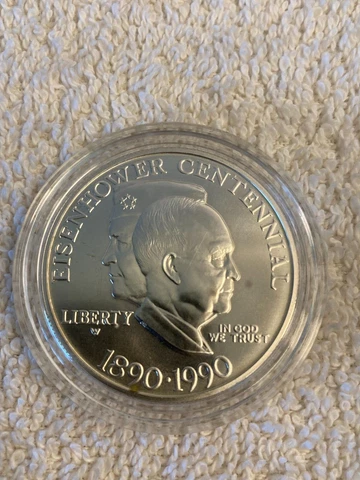 EISENHOWER CENTENNIAL
LIBERTY
W
IN GOD
WE TRUST
1890·1990